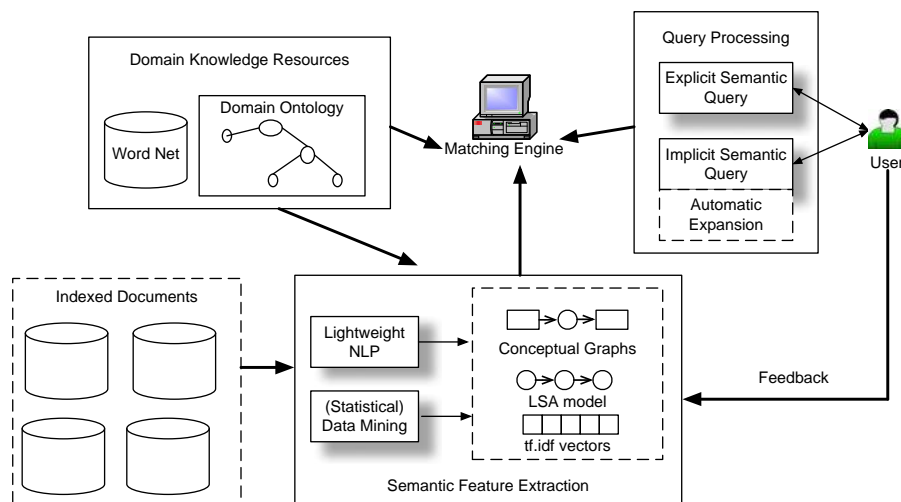 Domain Knowledge Resources
Domain Ontology
Word Net
Matching Engine
Query Processing
Explicit Semantic
Query
Implicit Semantic
Query
Automatic
Expansion
User
Indexed Documents
Lightweight
NLP
(Statistical)
Data Mining
Conceptual Graphs
LSA model
tf.idf vectors
Semantic Feature Extraction
Feedback